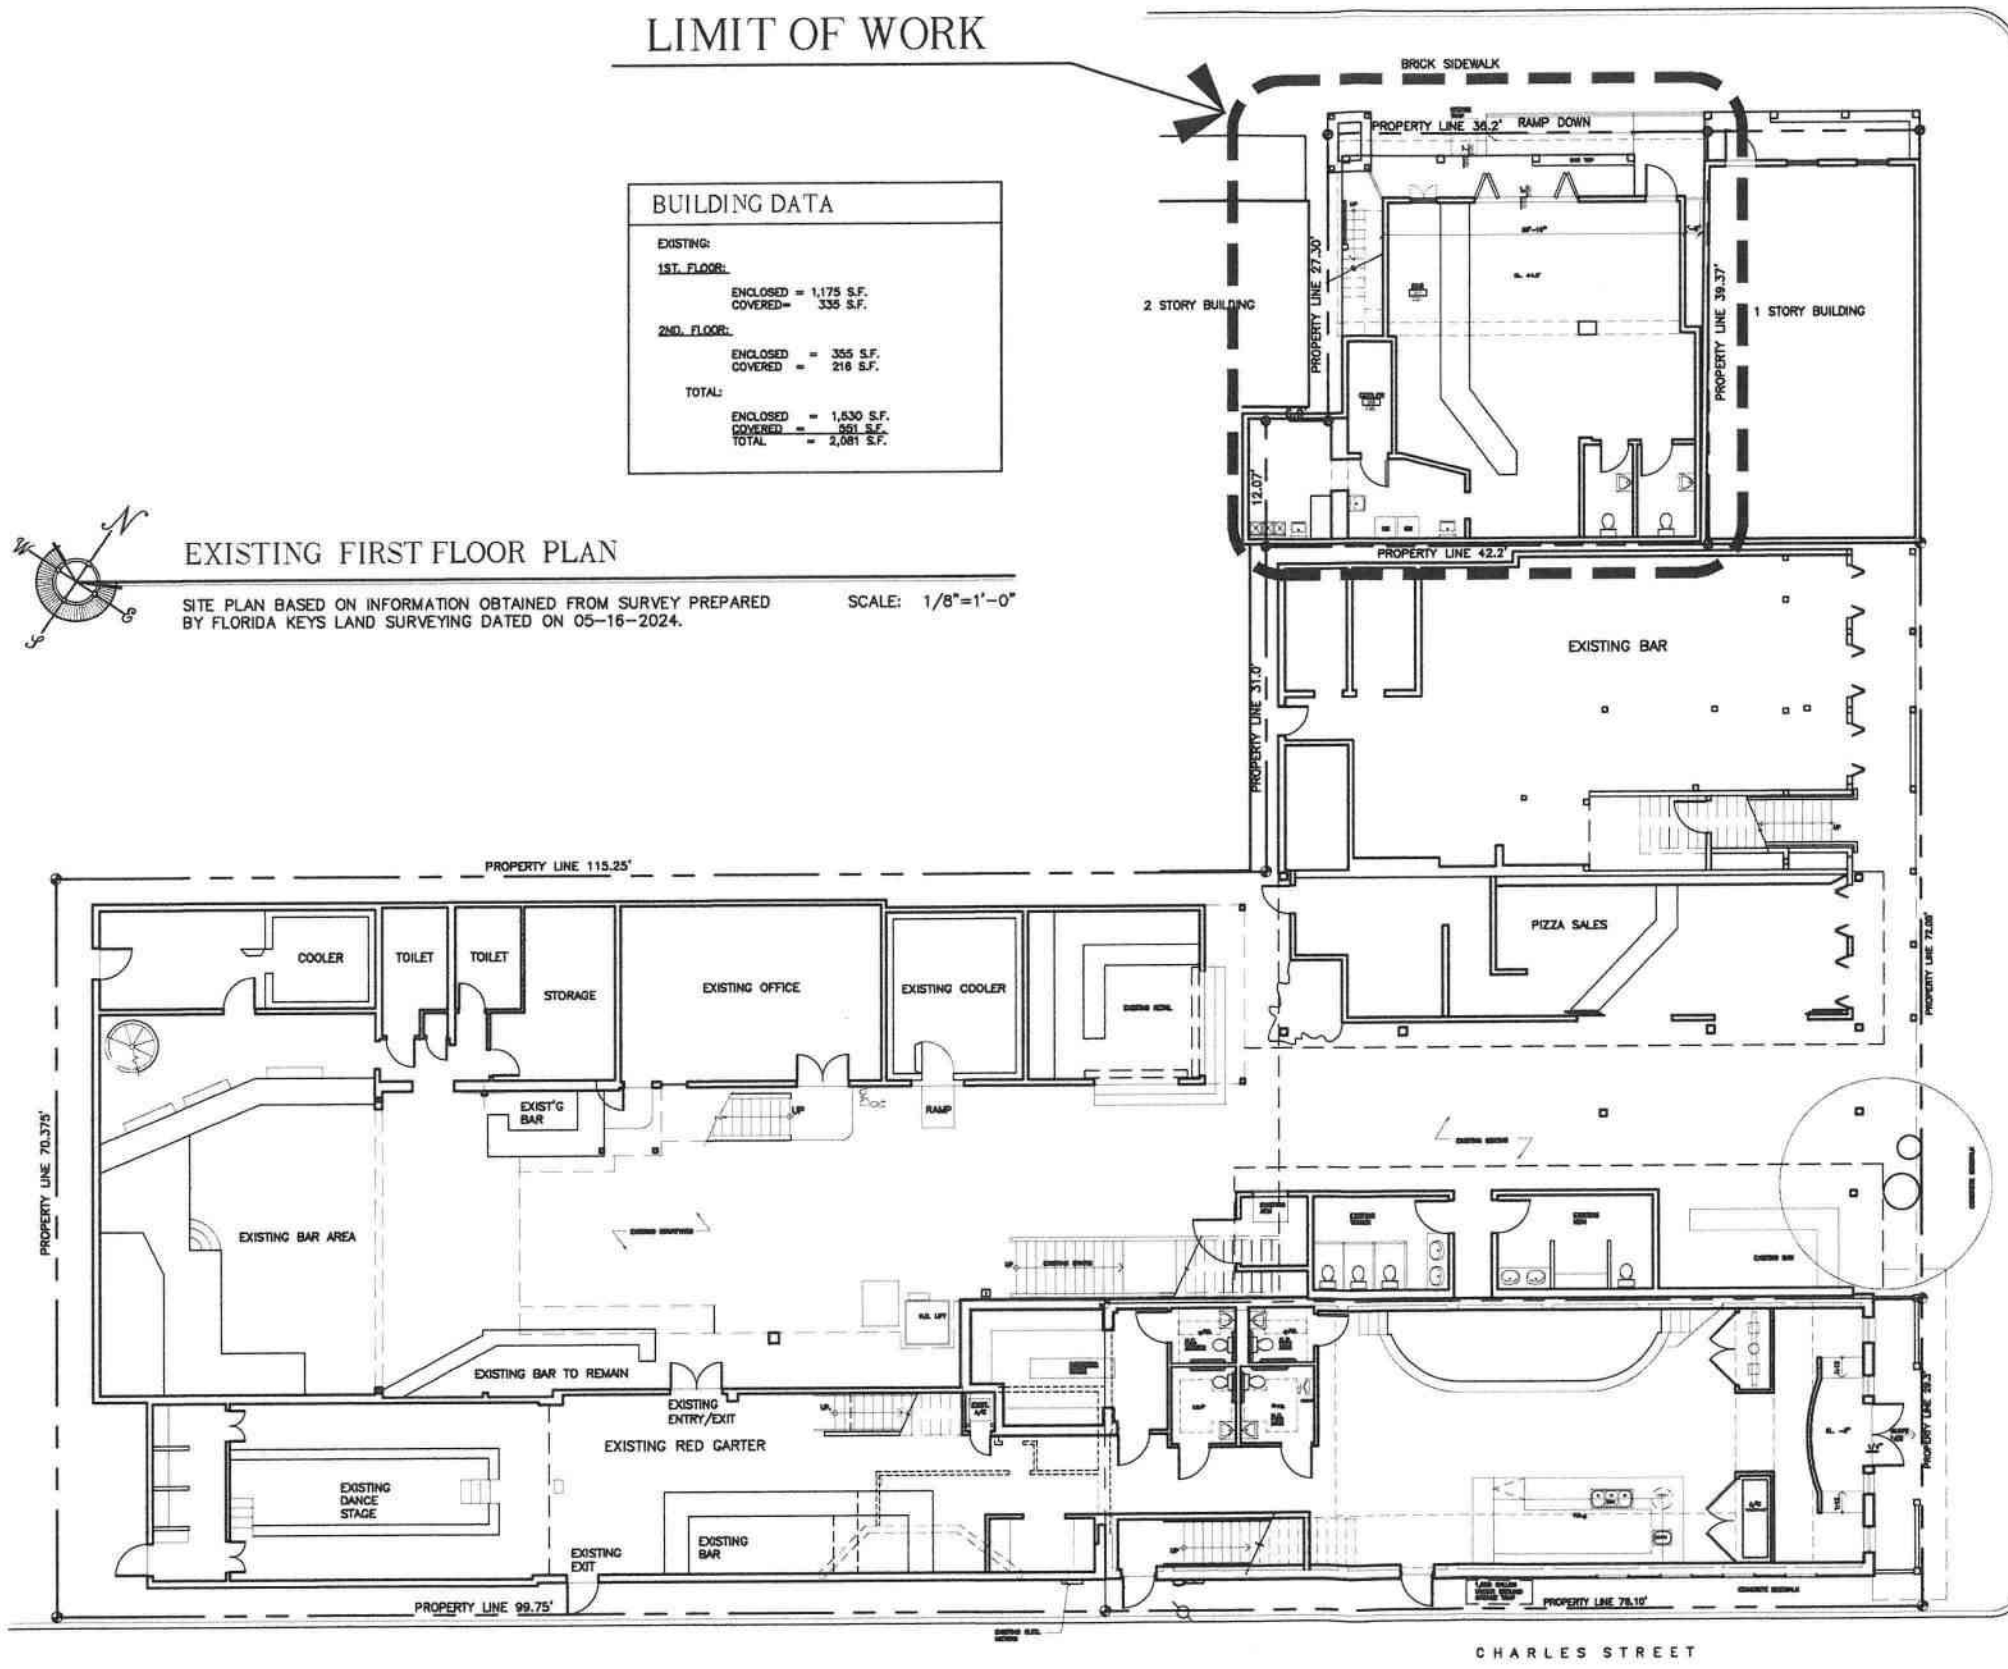 LIMIT OF WORK
BRICK SIDEWALK
PROPERTY LINE 36.2'
RAMP DOWN
BUILDING DATA
EXISTING:
1ST. FLOOR:
ENCLOSED = 1,175 S.F.
COVERED= 335 S.F.
2ND. FLOOR:
ENCLOSED = 355 S.F.
COVERED = 216 S.F.
TOTAL:
ENCLOSED = 1,530 S.F.
COVERED = 551 S.F.
TOTAL = 2,081 S.F.
UP
PROPERTY LINE 27.30'
2 STORY BUILDING
PROPERTY LINE 39.37'
1 STORY BUILDING
12.07'
PROPERTY LINE 42.2'
N
W
E
S
EXISTING FIRST FLOOR PLAN
SITE PLAN BASED ON INFORMATION OBTAINED FROM SURVEY PREPARED
BY FLORIDA KEYS LAND SURVEYING DATED ON 05-16-2024.
SCALE: 1/8"=1'-0"
EXISTING BAR
PROPERTY LINE 31.0'
UP
PROPERTY LINE 115.25'
COOLER
TOILET
TOILET
STORAGE
EXISTING OFFICE
EXISTING COOLER
PIZZA SALES
EXIST'G
BAR
UP
RAMP
PROPERTY LINE 70.375'
EXISTING BAR AREA
UP
EXISTING BAR TO REMAIN
EXISTING
ENTRY/EXIT
UP
EXISTING RED GARTER
EXISTING
DANCE
STAGE
EXISTING
BAR
EXISTING
EXIT
UP
PROPERTY LINE 99.75'
PROPERTY LINE 78.10'
CHARLES STREET